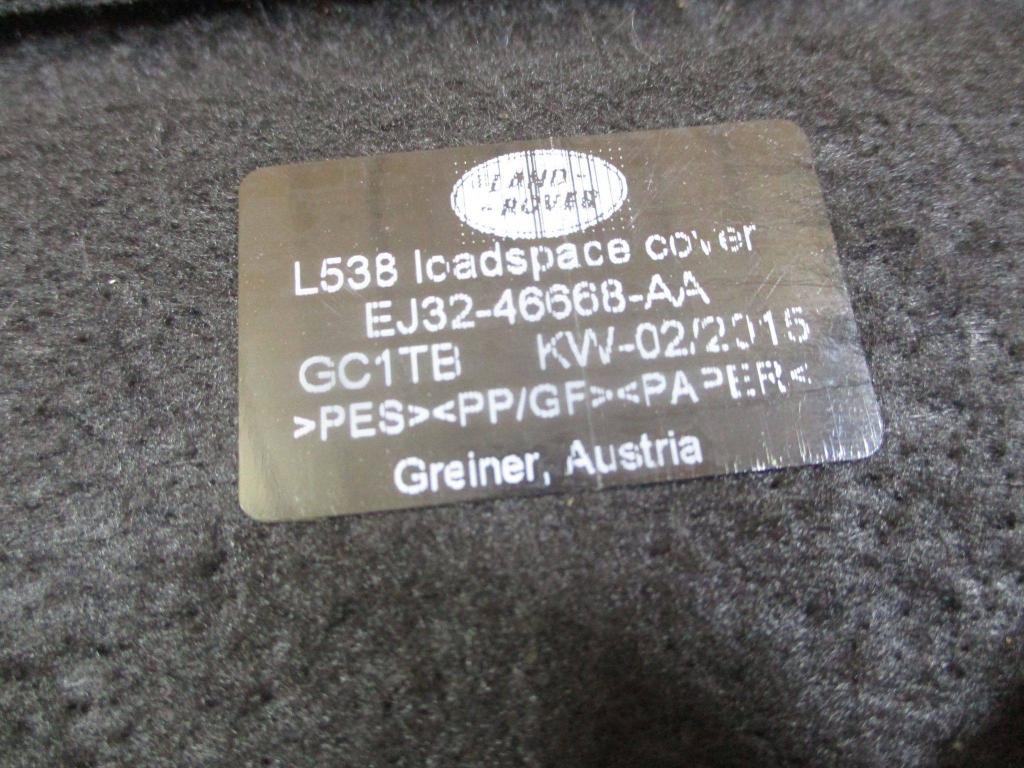 LAND-
-ROVER
L538 loadspace cover
EJ32-46668-AA
GC1TB KW-02/2015
>PES><PP/GF><PAPER<
Greiner, Austria